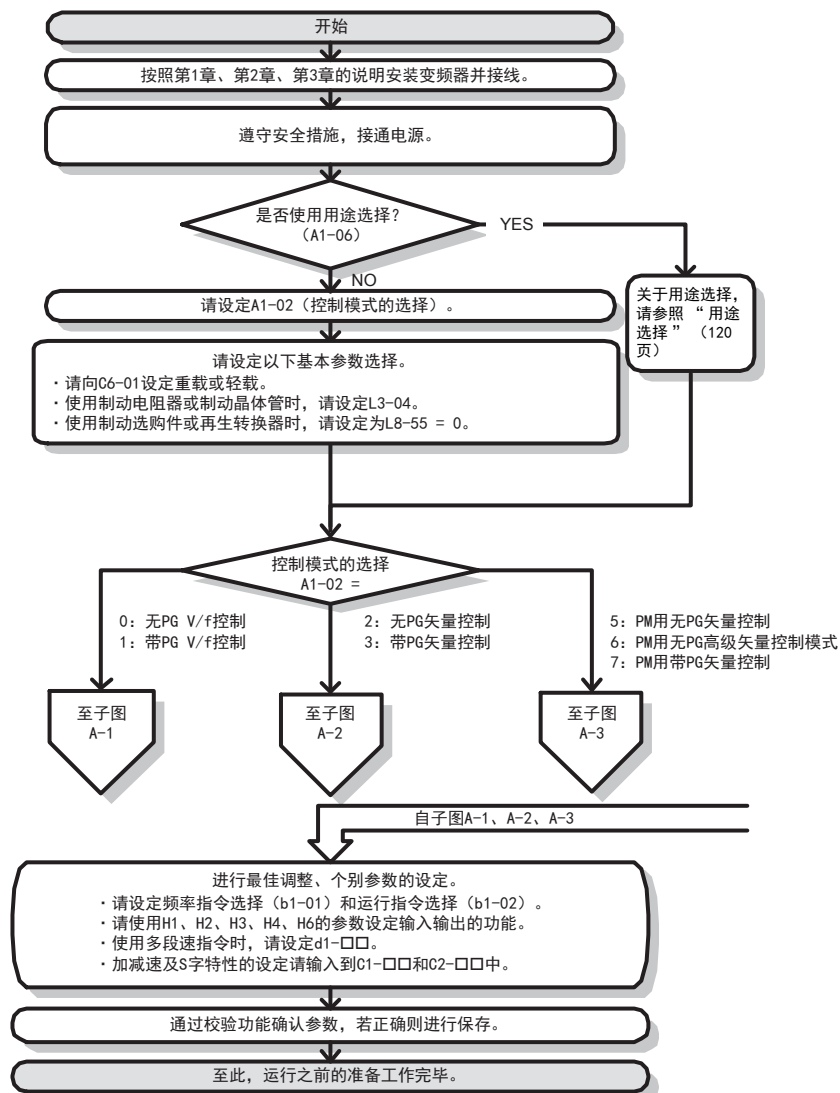 开始
按照第1章、第2章、第3章的说明安装变频器并接线。
遵守安全措施，接通电源。
是否使用用途选择？
（A1-06）
YES
NO
请设定A1-02（控制模式的选择）。
关于用途选择，
请参照“用途
选择”（120
页）
请设定以下基本参数选择。
·请向C6-01设定重载或轻载。
·使用制动电阻器或制动晶体管时，请设定L3-04。
·使用制动选购件或再生转换器时，请设定为L8-55 = 0。
控制模式的选择
A1-02 =
0: 无PG V/f控制
1: 带PG V/f控制
2: 无PG矢量控制
3: 带PG矢量控制
5: PM用无PG矢量控制
6: PM用无PG高级矢量控制模式
7: PM用带PG矢量控制
至子图
A-1
至子图
A-2
至子图
A-3
自子图A-1、A-2、A-3
进行最佳调整、个别参数的设定。
·请设定频率指令选择（b1-01）和运行指令选择（b1-02）。
·请使用H1、H2、H3、H4、H6的参数设定输入输出的功能。
·使用多段速指令时，请设定d1-□□。
·加减速及S字特性的设定请输入到C1-□□和C2-□□中。
通过校验功能确认参数，若正确则进行保存。
至此，运行之前的准备工作完毕。